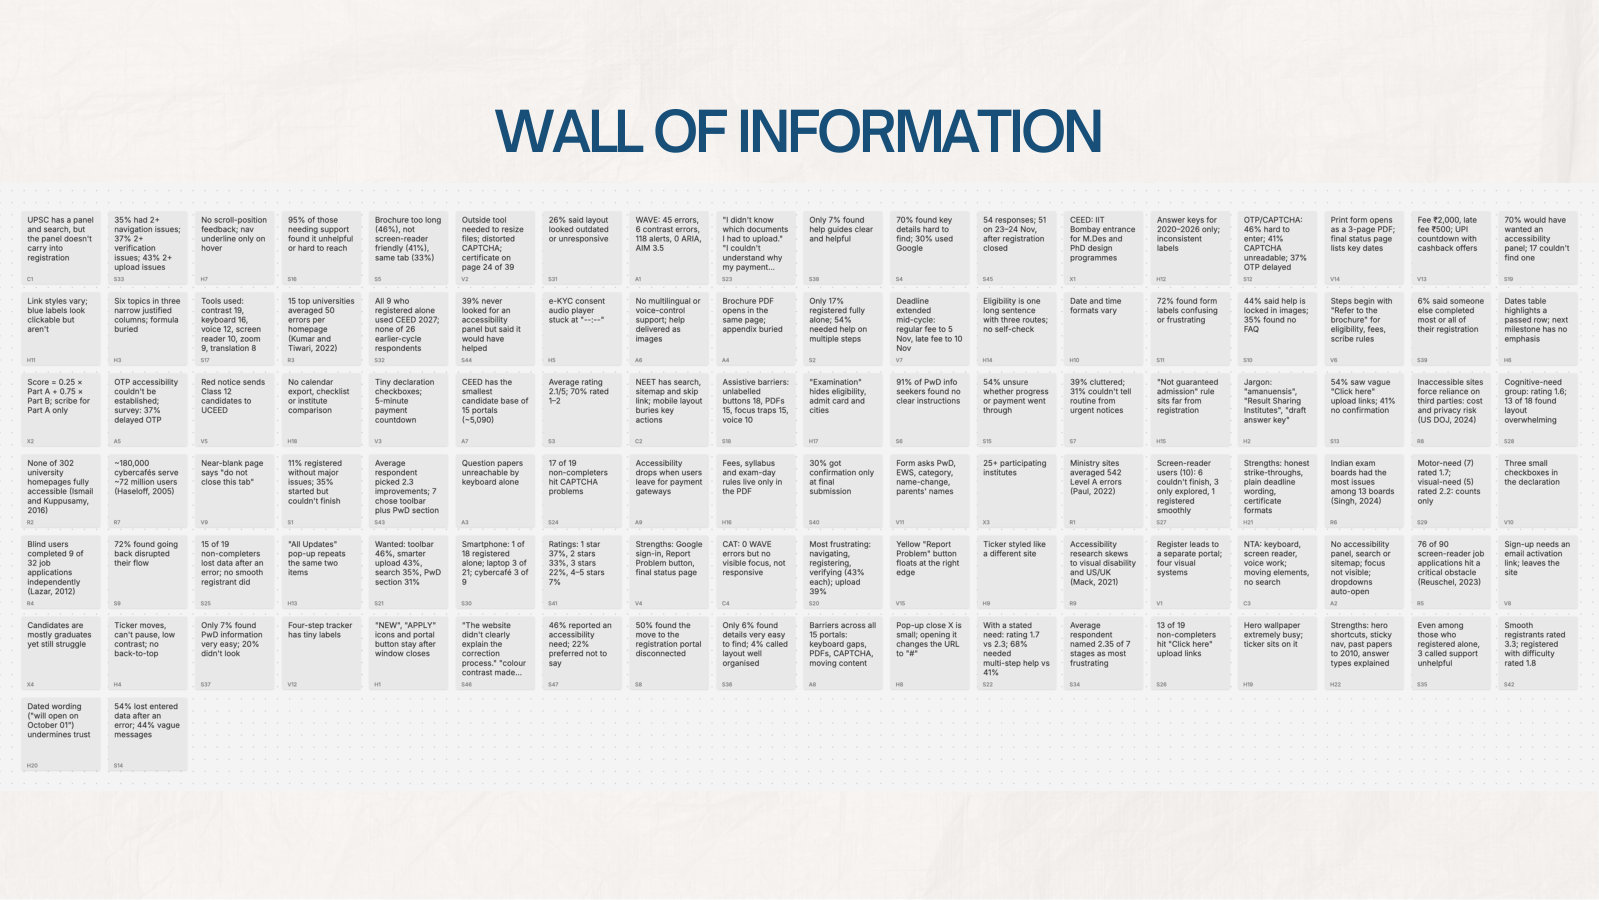 WALL OF INFORMATION
UPSC has a panel
and search, but
the panel doesn't
carry into
registration
C1
35% had 2+
navigation issues;
37% 2+
verification
issues; 43% 2+
upload issues
S33
No scroll-position
feedback; nav
underline only on
hover
H7
95% of those
needing support
found it unhelpful
or hard to reach
S16
Brochure too long
(46%), not
screen-reader
friendly (41%),
same tab (33%)
S5
Outside tool
needed to resize
files; distorted
CAPTCHA;
certificate on
page 24 of 39
V2
26% said layout
looked outdated
or unresponsive
S31
WAVE: 45 errors,
6 contrast errors,
118 alerts, 0 ARIA,
AIM 3.5
A1
"I didn't know
which documents
I had to upload."
"I couldn't
understand why
my payment...
S23
Only 7% found
help guides clear
and helpful
S38
70% found key
details hard to
find; 30% used
Google
S4
54 responses; 51
on 23–24 Nov,
after registration
closed
S45
CEED: IIT
Bombay entrance
for M.Des and
PhD design
programmes
X1
Answer keys for
2020–2026 only;
inconsistent
labels
H12
OTP/CAPTCHA:
46% hard to
enter; 41%
CAPTCHA
unreadable; 37%
OTP delayed
S12
Print form opens
as a 3-page PDF;
final status page
lists key dates
V14
Fee ₹2,000, late
fee ₹500; UPI
countdown with
cashback offers
V13
70% would have
wanted an
accessibility
panel; 17 couldn't
find one
S19
Link styles vary;
blue labels look
clickable but
aren't
H11
Six topics in three
narrow justified
columns; formula
buried
H3
Tools used:
contrast 19,
keyboard 16,
voice 12, screen
reader 10, zoom
9, translation 8
S17
15 top universities
averaged 50
errors per
homepage
(Kumar and
Tiwari, 2022)
R3
All 9 who
registered alone
used CEED 2027;
none of 26
earlier-cycle
respondents
S32
39% never
looked for an
accessibility
panel but said it
would have
helped
S44
e-KYC consent
audio player
stuck at "--:--"
H5
No multilingual or
voice-control
support; help
delivered as
images
A6
Brochure PDF
opens in the
same page;
appendix buried
A4
Only 17%
registered fully
alone; 54%
needed help on
multiple steps
S2
Deadline
extended
mid-cycle:
regular fee to 5
Nov, late fee to 10
Nov
V7
Eligibility is one
long sentence
with three routes;
no self-check
H14
Date and time
formats vary
H10
72% found form
labels confusing
or frustrating
S11
44% said help is
locked in images;
35% found no
FAQ
S10
Steps begin with
"Refer to the
brochure" for
eligibility, fees,
scribe rules
V6
6% said someone
else completed
most or all of
their registration
S39
Dates table
highlights a
passed row; next
milestone has no
emphasis
H6
Score = 0.25 ×
Part A + 0.75 ×
Part B; scribe for
Part A only
X2
OTP accessibility
couldn't be
established;
survey: 37%
delayed OTP
A5
Red notice sends
Class 12
candidates to
UCEED
V5
No calendar
export, checklist
or institute
comparison
H18
Tiny declaration
checkboxes;
5-minute
payment
countdown
V3
CEED has the
smallest
candidate base of
15 portals
(~5,090)
A7
Average rating
2.1/5; 70% rated
1–2
S3
NEET has search,
sitemap and skip
link; mobile layout
buries key
actions
C2
Assistive barriers:
unlabelled
buttons 18, PDFs
15, focus traps 15,
voice 10
S18
"Examination"
hides eligibility,
admit card and
cities
H17
91% of PwD info
seekers found no
clear instructions
S6
54% unsure
whether progress
or payment went
through
S15
39% cluttered;
31% couldn't tell
routine from
urgent notices
S7
"Not guaranteed
admission" rule
sits far from
registration
H15
Jargon:
"amanuensis",
"Result Sharing
Institutes", "draft
answer key"
H2
54% saw vague
"Click here"
upload links; 41%
no confirmation
S13
Inaccessible sites
force reliance on
third parties: cost
and privacy risk
(US DOJ, 2024)
R8
Cognitive-need
group: rating 1.6;
13 of 18 found
layout
overwhelming
S28
None of 302
university
homepages fully
accessible (Ismail
and Kuppusamy,
2016)
R2
~180,000
cybercafés serve
~72 million users
(Haseloff, 2005)
R7
Near-blank page
says "do not
close this tab"
V9
11% registered
without major
issues; 35%
started but
couldn't finish
S1
Average
respondent
picked 2.3
improvements; 7
chose toolbar
plus PwD section
S43
Question papers
unreachable by
keyboard alone
A3
17 of 19
non-completers
hit CAPTCHA
problems
S24
Accessibility
drops when users
leave for payment
gateways
A9
Fees, syllabus
and exam-day
rules live only in
the PDF
H16
30% got
confirmation only
at final
submission
S40
Form asks PwD,
EWS, category,
name-change,
parents' names
V11
25+ participating
institutes
X3
Ministry sites
averaged 542
Level A errors
(Paul, 2022)
R1
Screen-reader
users (10): 6
couldn't finish, 3
only explored, 1
registered
smoothly
S27
Strengths: honest
strike-throughs,
plain deadline
wording,
certificate
formats
H21
Indian exam
boards had the
most issues
among 13 boards
(Singh, 2024)
R6
Motor-need (7)
rated 1.7;
visual-need (5)
rated 2.2: counts
only
S29
Three small
checkboxes in
the declaration
V10
Blind users
completed 9 of
32 job
applications
independently
(Lazar, 2012)
R4
72% found going
back disrupted
their flow
S9
15 of 19
non-completers
lost data after an
error; no smooth
registrant did
S25
"All Updates"
pop-up repeats
the same two
items
H13
Wanted: toolbar
46%, smarter
upload 43%,
search 35%, PwD
section 31%
S21
Smartphone: 1 of
18 registered
alone; laptop 3 of
21; cybercafé 3 of
9
S30
Ratings: 1 star
37%, 2 stars
33%, 3 stars
22%, 4–5 stars
7%
S41
Strengths: Google
sign-in, Report
Problem button,
final status page
V4
CAT: 0 WAVE
errors but no
visible focus, not
responsive
C4
Most frustrating:
navigating,
registering,
verifying (43%
each); upload
39%
S20
Yellow "Report
Problem" button
floats at the right
edge
V15
Ticker styled like
a different site
H9
Accessibility
research skews
to visual disability
and US/UK
(Mack, 2021)
R9
Register leads to
a separate portal;
four visual
systems
V1
NTA: keyboard,
screen reader,
voice work;
moving elements,
no search
C3
No accessibility
panel, search or
sitemap; focus
not visible;
dropdowns
auto-open
A2
76 of 90
screen-reader job
applications hit a
critical obstacle
(Reuschel, 2023)
R5
Sign-up needs an
email activation
link; leaves the
site
V8
Candidates are
mostly graduates
yet still struggle
X4
Ticker moves,
can't pause, low
contrast; no
back-to-top
H4
Only 7% found
PwD information
very easy; 20%
didn't look
S37
Four-step tracker
has tiny labels
V12
"NEW", "APPLY"
icons and portal
button stay after
window closes
H1
"The website
didn't clearly
explain the
correction
process." "colour
contrast made...
S46
46% reported an
accessibility
need; 22%
preferred not to
say
S47
50% found the
move to the
registration portal
disconnected
S8
Only 6% found
details very easy
to find; 4% called
layout well
organised
S36
Barriers across all
15 portals:
keyboard gaps,
PDFs, CAPTCHA,
moving content
A8
Pop-up close X is
small; opening it
changes the URL
to "#"
H8
With a stated
need: rating 1.7
vs 2.3; 68%
needed
multi-step help vs
41%
S22
Average
respondent
named 2.35 of 7
stages as most
frustrating
S34
13 of 19
non-completers
hit "Click here"
upload links
S26
Hero wallpaper
extremely busy;
ticker sits on it
H19
Strengths: hero
shortcuts, sticky
nav, past papers
to 2010, answer
types explained
H22
Even among
those who
registered alone,
3 called support
unhelpful
S35
Smooth
registrants rated
3.3; registered
with difficulty
rated 1.8
S42
Dated wording
("will open on
October 01")
undermines trust
H20
54% lost entered
data after an
error; 44% vague
messages
S14